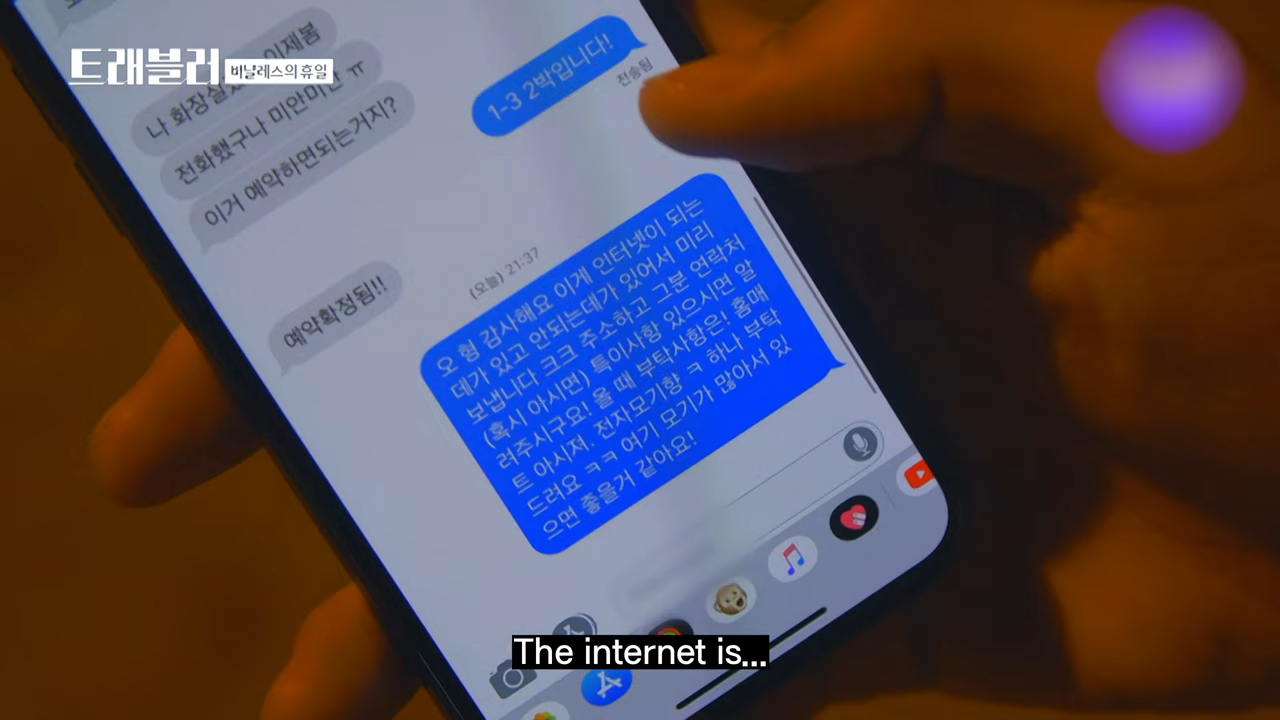 트래블러
비닐레스의 휴일
이제봄
나 화장실
전화했구나 미안미안 ㅠ
이거 예약하면되는거지?
1-3 2박입니다!
전송됨
예약확정됨!!
(오늘) 21:37
오 형 감사해요 이게 인터넷이 되는
데가 있고 안되는데가 있어서 미리
보냅니다 크크 주소하고 그분 연락처
(혹시 아시면) 특이사항 있으시면 알
려주시구요! 올 때 부탁사항은! 홈매
트 아시져. 전자모기향 ㅋ 하나 부탁
드려요 ㅋㅋ 여기 모기가 많아서 있
으면 좋을거 같아요!
The internet is...